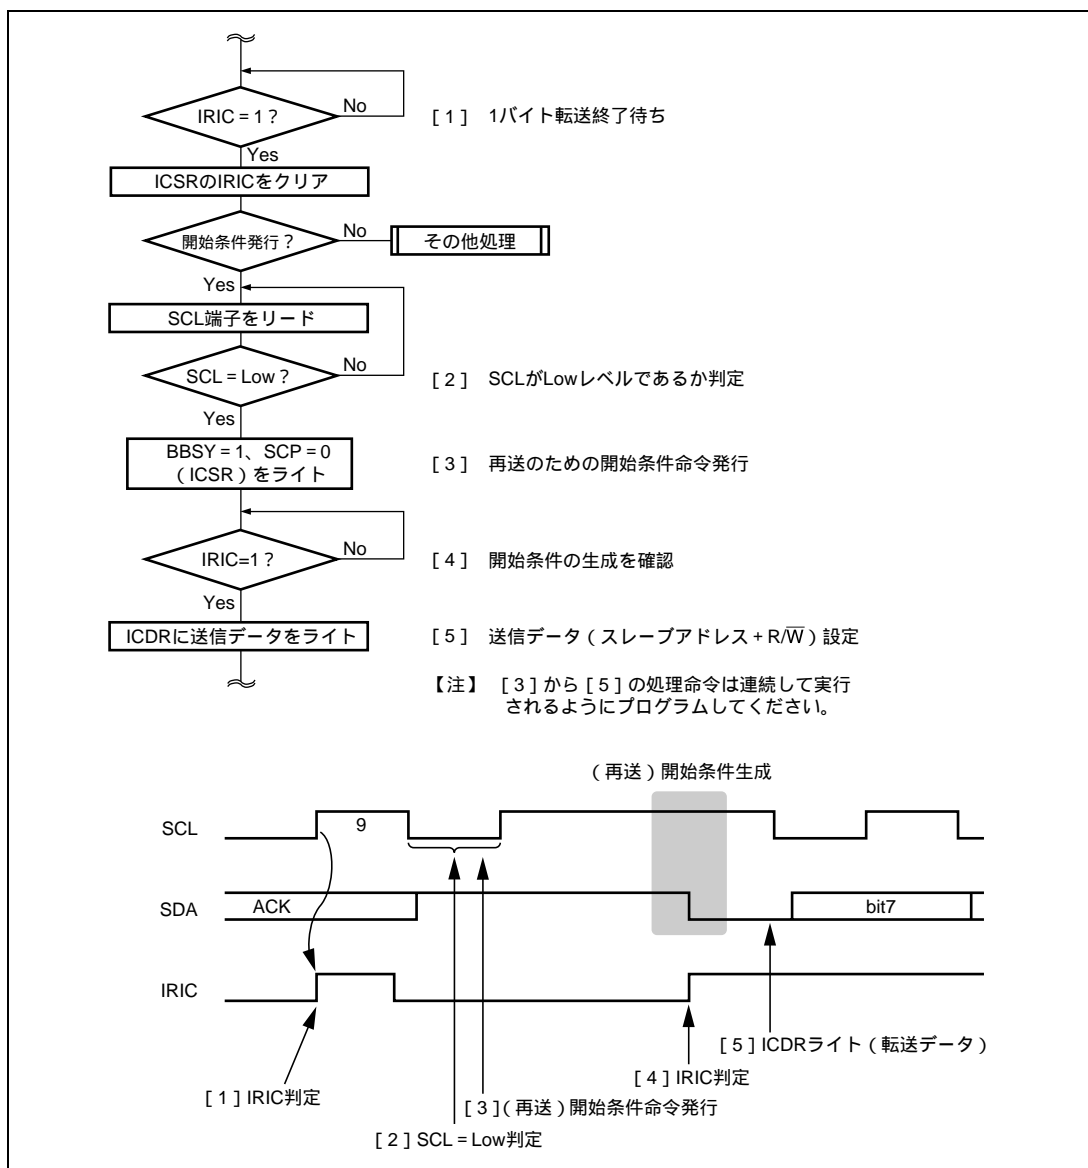 IRIC = 1 ?
No
[ 1 ] 1バイト転送終了待ち
Yes
ICSRのIRICをクリア
開始条件発行 ?
No
その他処理
Yes
SCL端子をリード
SCL = Low ?
No
[ 2 ] SCLがLowレベルであるか判定
Yes
BBSY = 1、SCP = 0
( ICSR ) をライト
[ 3 ] 再送のための開始条件命令発行
IRIC=1 ?
No
[ 4 ] 開始条件の生成を確認
Yes
ICDRに送信データをライト
[ 5 ] 送信データ ( スレーブアドレス + R/W̅ ) 設定
【注】 [ 3 ] から [ 5 ] の処理命令は連続して実行
されるようにプログラムしてください。
( 再送 ) 開始条件生成
SCL
9
SDA
ACK
bit7
IRIC
[ 5 ] ICDRライト ( 転送データ )
[ 4 ] IRIC判定
[ 1 ] IRIC判定
[ 3 ] ( 再送 ) 開始条件命令発行
[ 2 ] SCL = Low判定